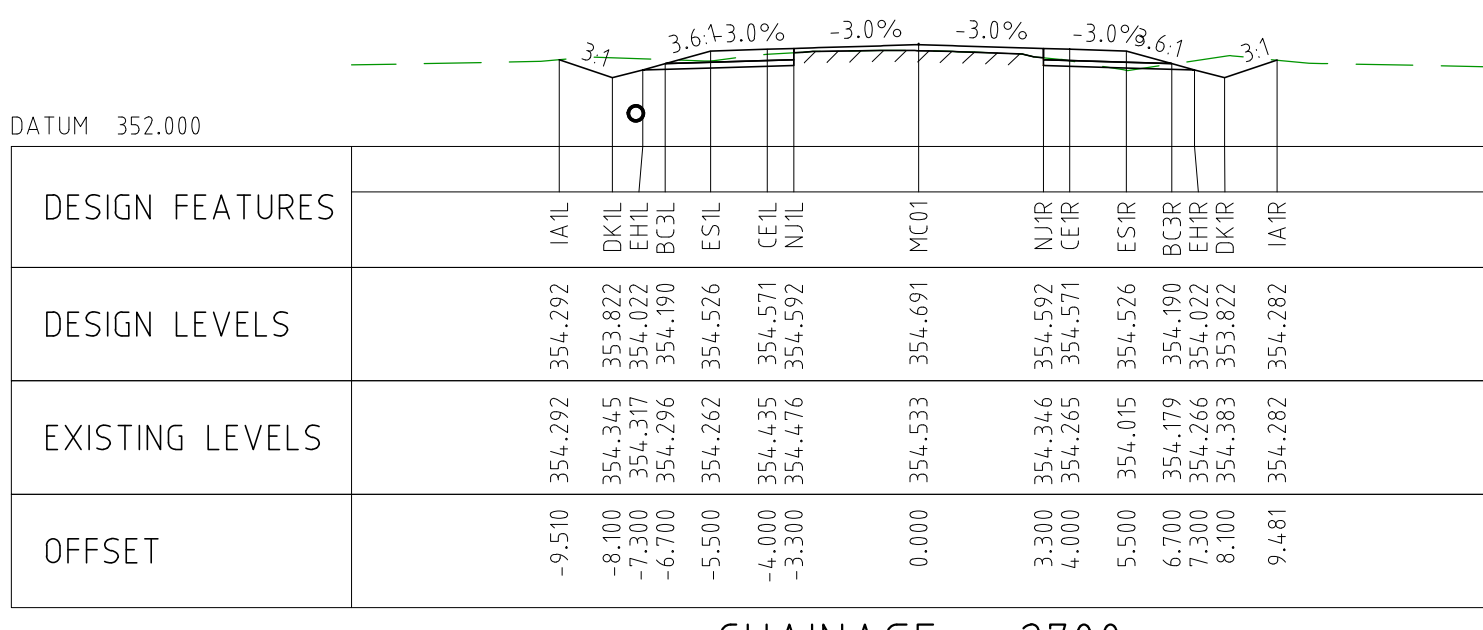 3:1 3.6:1 -3.0% -3.0% -3.0% -3.0% 3.6:1 3:1
DATUM 352.000
DESIGN FEATURES IA1L DK1L EH1L BC3L ES1L CE1L NJ1L MC01 NJ1R CE1R ES1R BC3R EH1R DK1R IA1R
DESIGN LEVELS 354.292 353.822 354.022 354.190 354.526 354.571 354.592 354.691 354.592 354.571 354.526 354.190 354.022 353.822 354.282
EXISTING LEVELS 354.292 354.345 354.317 354.296 354.262 354.435 354.476 354.533 354.346 354.265 354.015 354.179 354.266 354.383 354.282
OFFSET -9.510 -8.100 -7.300 -6.700 -5.500 -4.000 -3.300 0.000 3.300 4.000 5.500 6.700 7.300 8.100 9.481